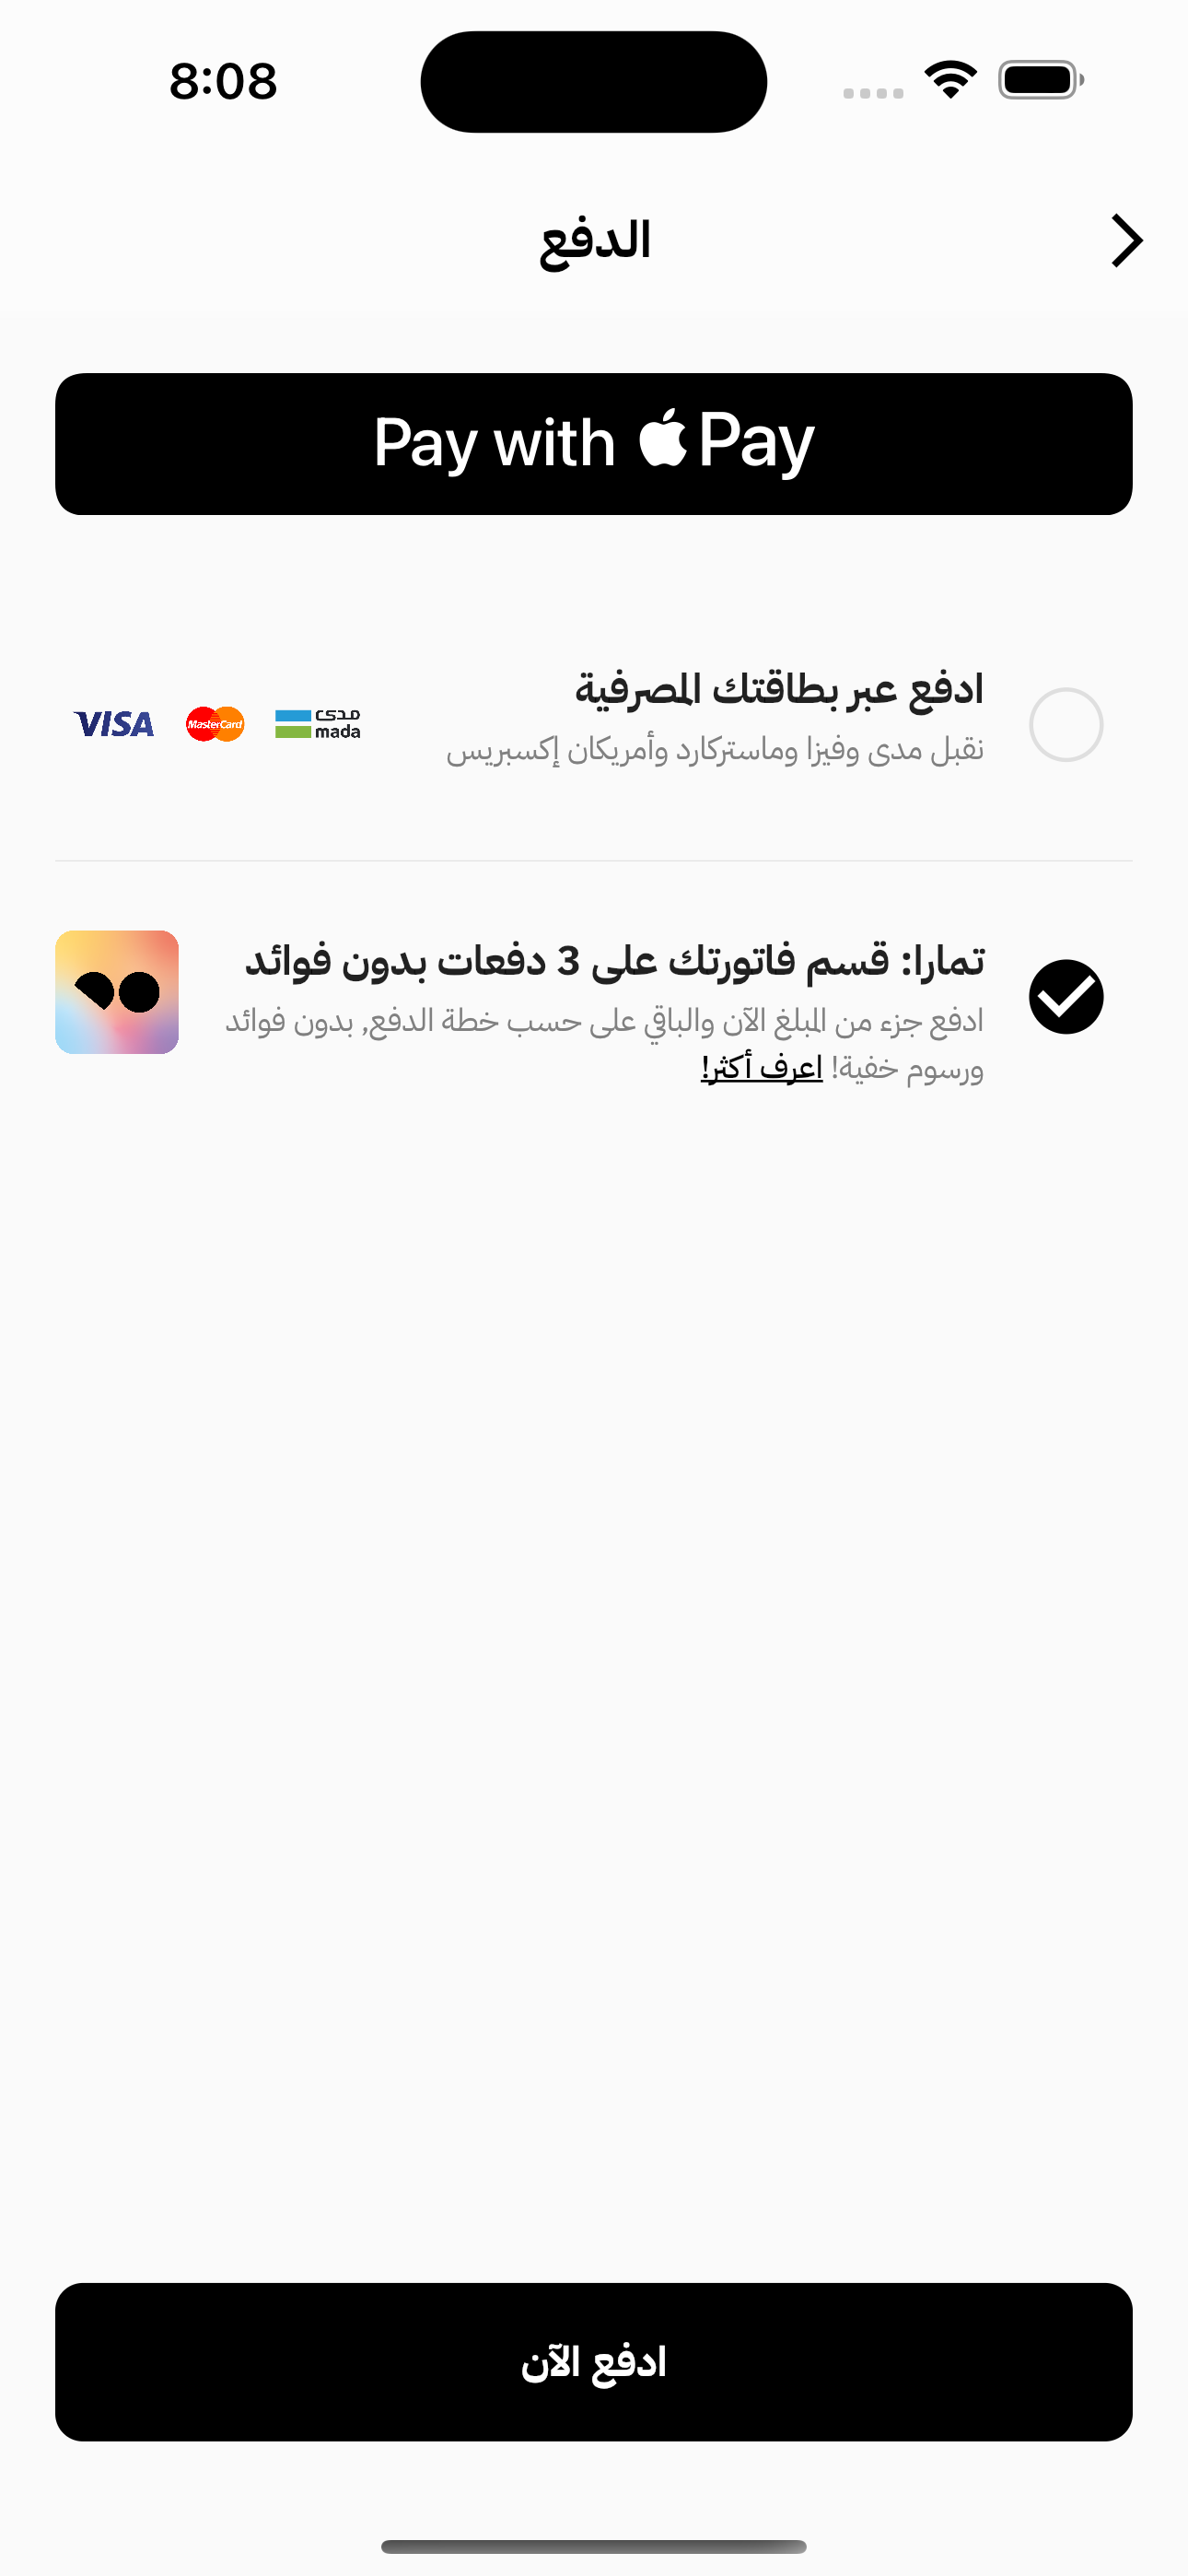 8:08
الدفع
Pay with Pay
ادفع عبر بطاقتك المصرفية
نقبل مدى وفيزا وماستركارد وأمريكان إكسبريس
مدى
mada
MasterCard
VISA
تمارا: قسم فاتورتك على 3 دفعات بدون فوائد
ادفع جزء من المبلغ الآن والباقي على حسب خطة الدفع, بدون فوائد
ورسوم خفية! اعرف أكثر!
ادفع الآن